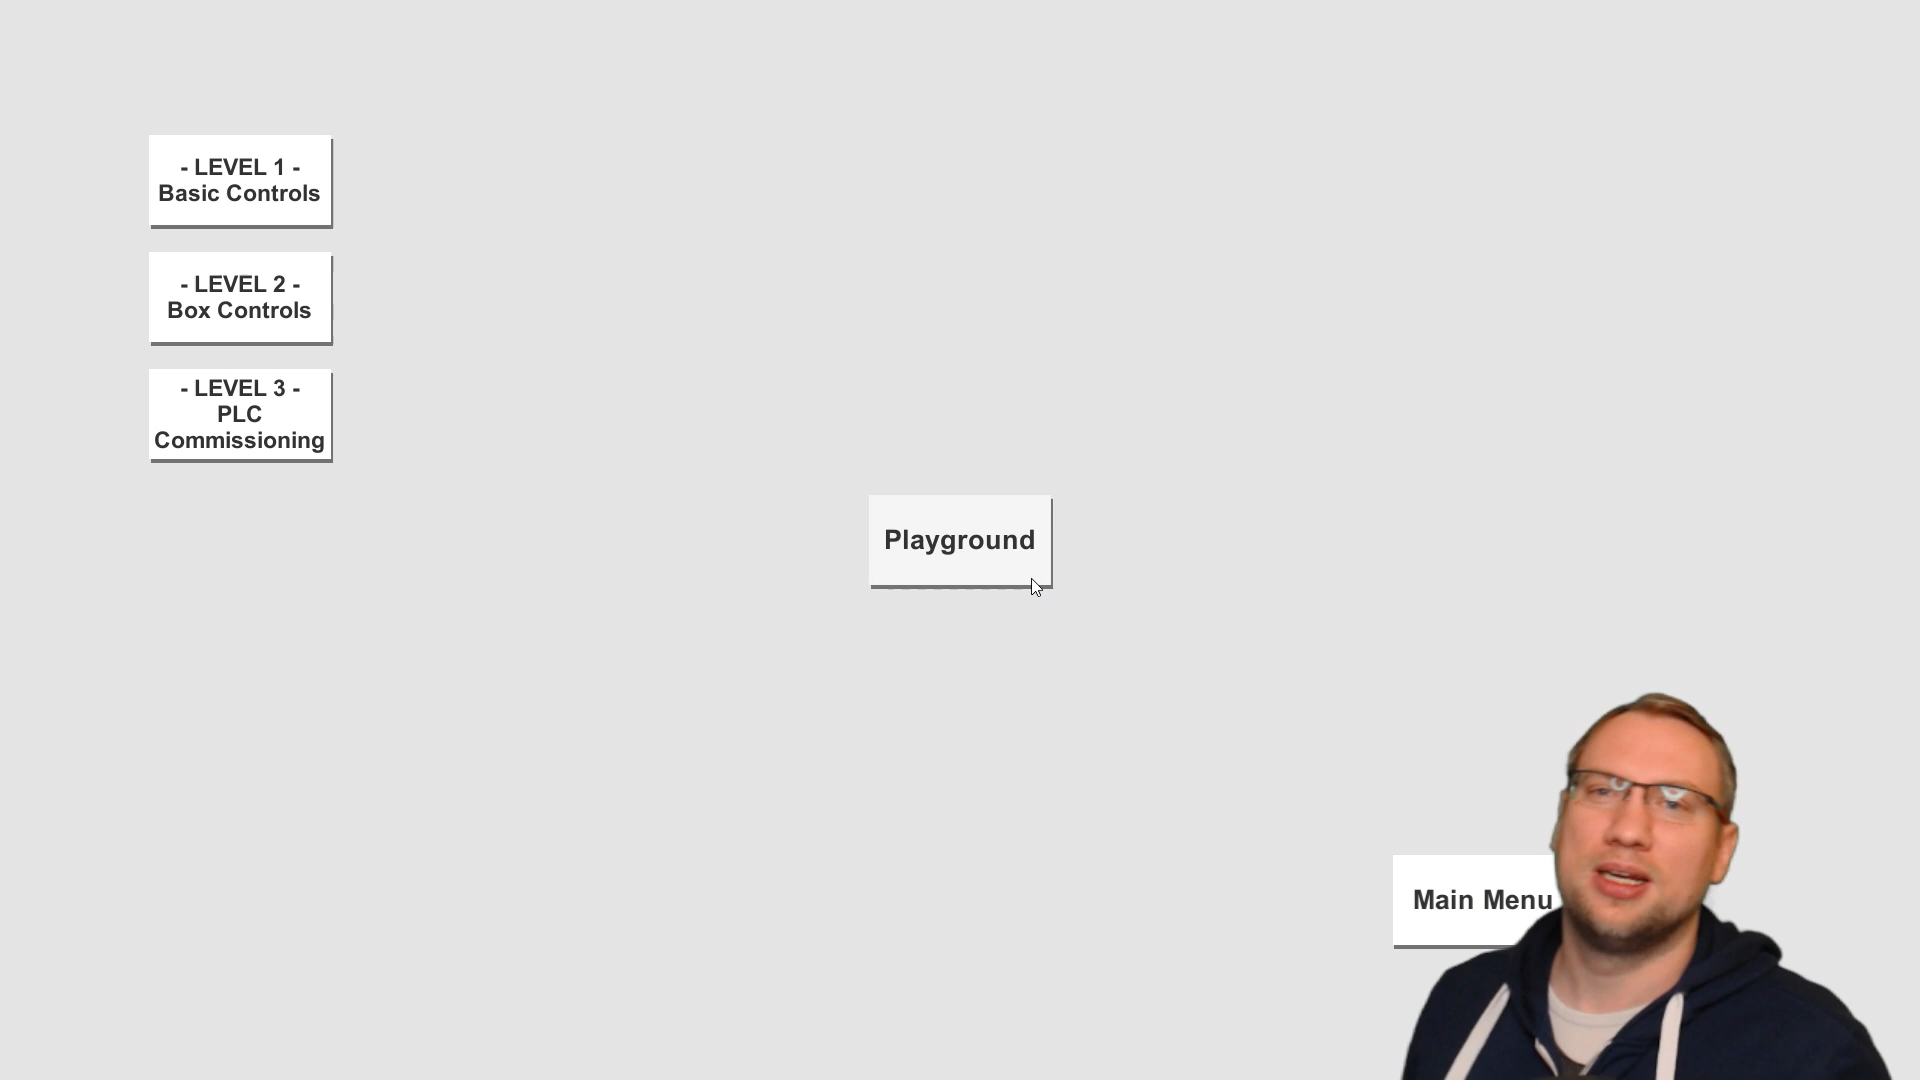 - LEVEL 1 -
Basic Controls
- LEVEL 2 -
Box Controls
- LEVEL 3 -
PLC
Commissioning
Playground
Main Menu